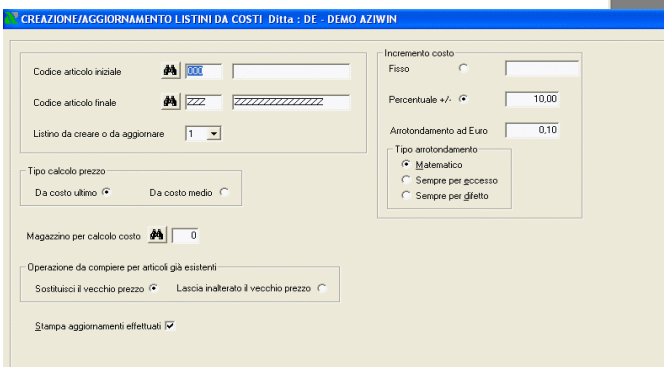 CREAZIONE/AGGIORNAMENTO LISTINI DA COSTI Ditta : DE - DEMO AZIWIN
Codice articolo iniziale 000
Codice articolo finale ZZZ ZZZZZZZZZZZZZZZ
Listino da creare o da aggiornare 1
Tipo calcolo prezzo
Da costo ultimo Da costo medio
Magazzino per calcolo costo 0
Operazione da compiere per articoli già esistenti
Sostituisci il vecchio prezzo Lascia inalterato il vecchio prezzo
Stampa aggiornamenti effettuati
Incremento costo
Fisso
Percentuale +/- 10,00
Arrotondamento ad Euro 0,10
Tipo arrotondamento
Matematico
Sempre per eccesso
Sempre per difetto